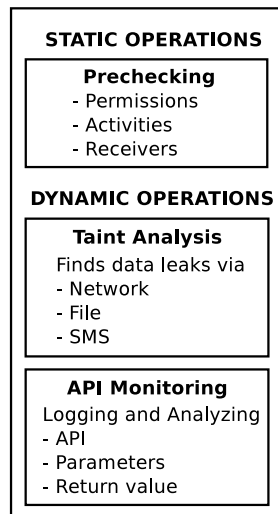 STATIC OPERATIONS
Prechecking
- Permissions
- Activities
- Receivers
DYNAMIC OPERATIONS
Taint Analysis
Finds data leaks via
- Network
- File
- SMS
API Monitoring
Logging and Analyzing
- API
- Parameters
- Return value